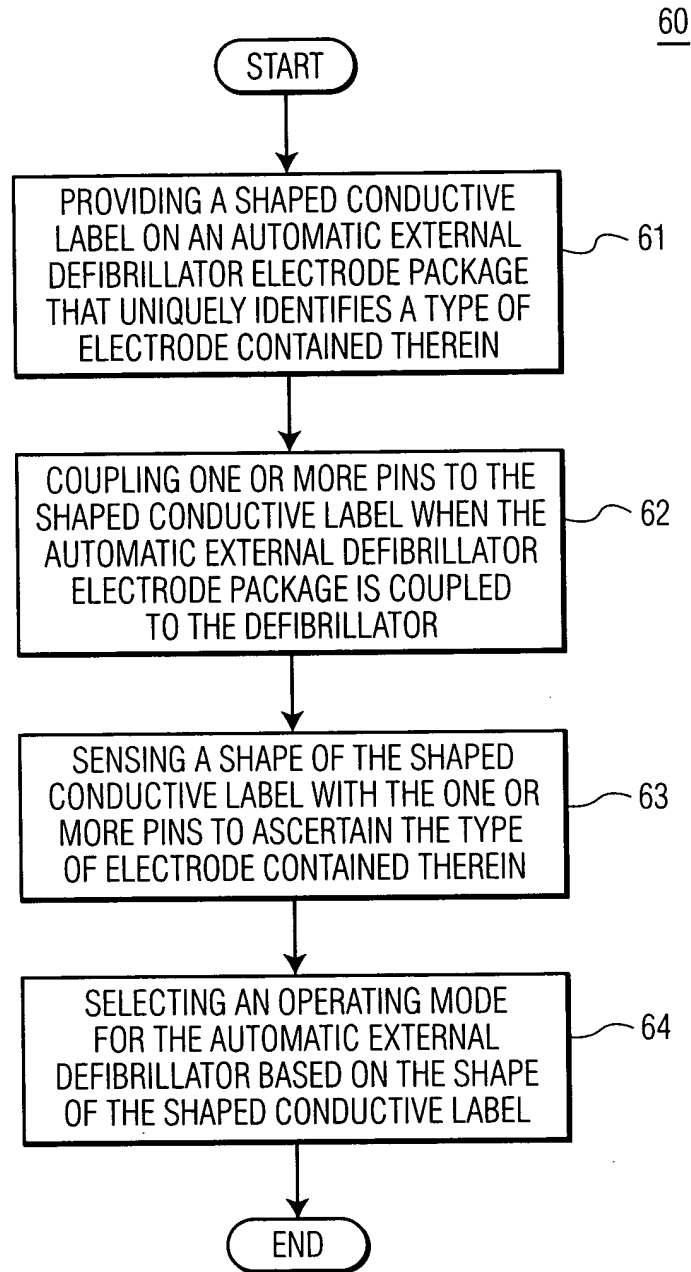 60
START
PROVIDING A SHAPED CONDUCTIVE
LABEL ON AN AUTOMATIC EXTERNAL
DEFIBRILLATOR ELECTRODE PACKAGE
THAT UNIQUELY IDENTIFIES A TYPE OF
ELECTRODE CONTAINED THEREIN
61
COUPLING ONE OR MORE PINS TO THE
SHAPED CONDUCTIVE LABEL WHEN THE
AUTOMATIC EXTERNAL DEFIBRILLATOR
ELECTRODE PACKAGE IS COUPLED
TO THE DEFIBRILLATOR
62
SENSING A SHAPE OF THE SHAPED
CONDUCTIVE LABEL WITH THE ONE OR
MORE PINS TO ASCERTAIN THE TYPE
OF ELECTRODE CONTAINED THEREIN
63
SELECTING AN OPERATING MODE
FOR THE AUTOMATIC EXTERNAL
DEFIBRILLATOR BASED ON THE SHAPE
OF THE SHAPED CONDUCTIVE LABEL
64
END